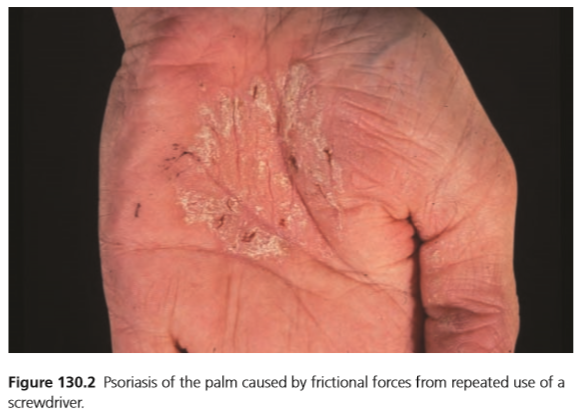 Figure 130.2 Psoriasis of the palm caused by frictional forces from repeated use of a
screwdriver.